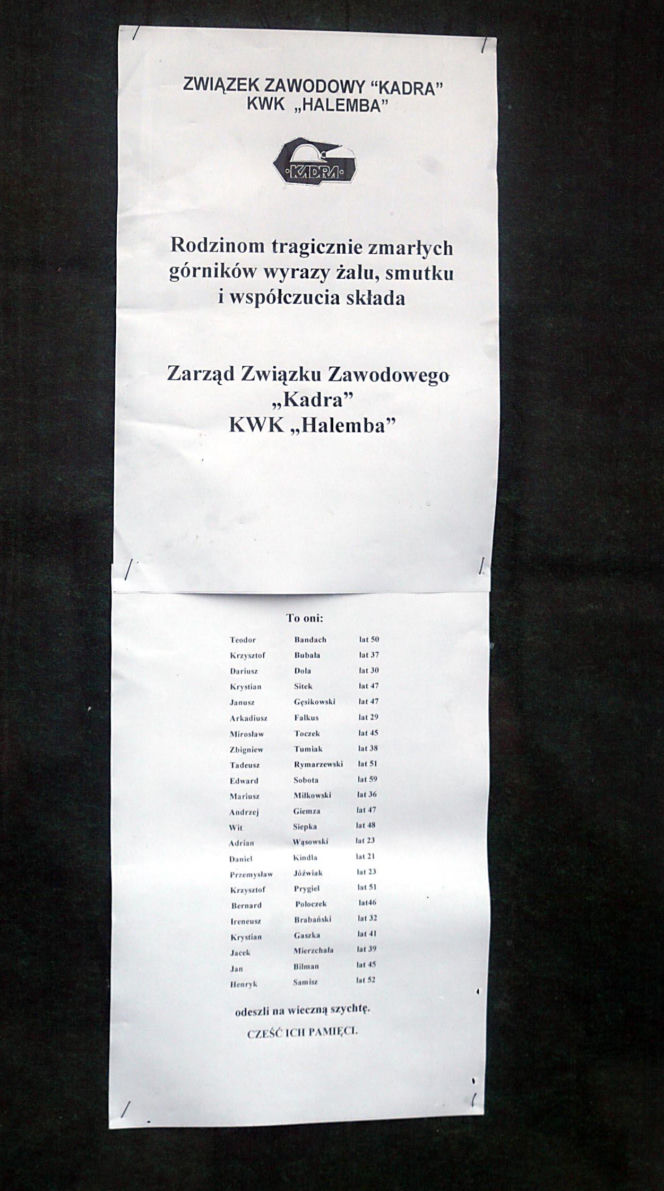 ZWIĄZEK ZAWODOWY “KADRA”
KWK „HALEMBA”
·KADRA·
Rodzinom tragicznie zmarłych
górników wyrazy żalu, smutku
i współczucia składa
Zarząd Związku Zawodowego
„Kadra”
KWK „Halemba”
To oni:
Teodor Bandach lat 50
Krzysztof Bubała lat 37
Dariusz Dola lat 30
Krystian Sitek lat 47
Janusz Gęsikowski lat 47
Arkadiusz Falkus lat 29
Mirosław Toczek lat 45
Zbigniew Tumiak lat 38
Tadeusz Rymarzewski lat 51
Edward Sobota lat 59
Mariusz Miłkowski lat 36
Andrzej Giemza lat 47
Wit Siepka lat 48
Adrian Wąsowski lat 23
Daniel Kindla lat 21
Przemysław Jóźwiak lat 23
Krzysztof Prygiel lat 51
Bernard Poloczek lat46
Ireneusz Brabański lat 32
Krystian Gaszka lat 41
Jacek Mierzchała lat 39
Jan Bilman lat 45
Henryk Samisz lat 52
odeszli na wieczną szychtę.
CZEŚĆ ICH PAMIĘCI.